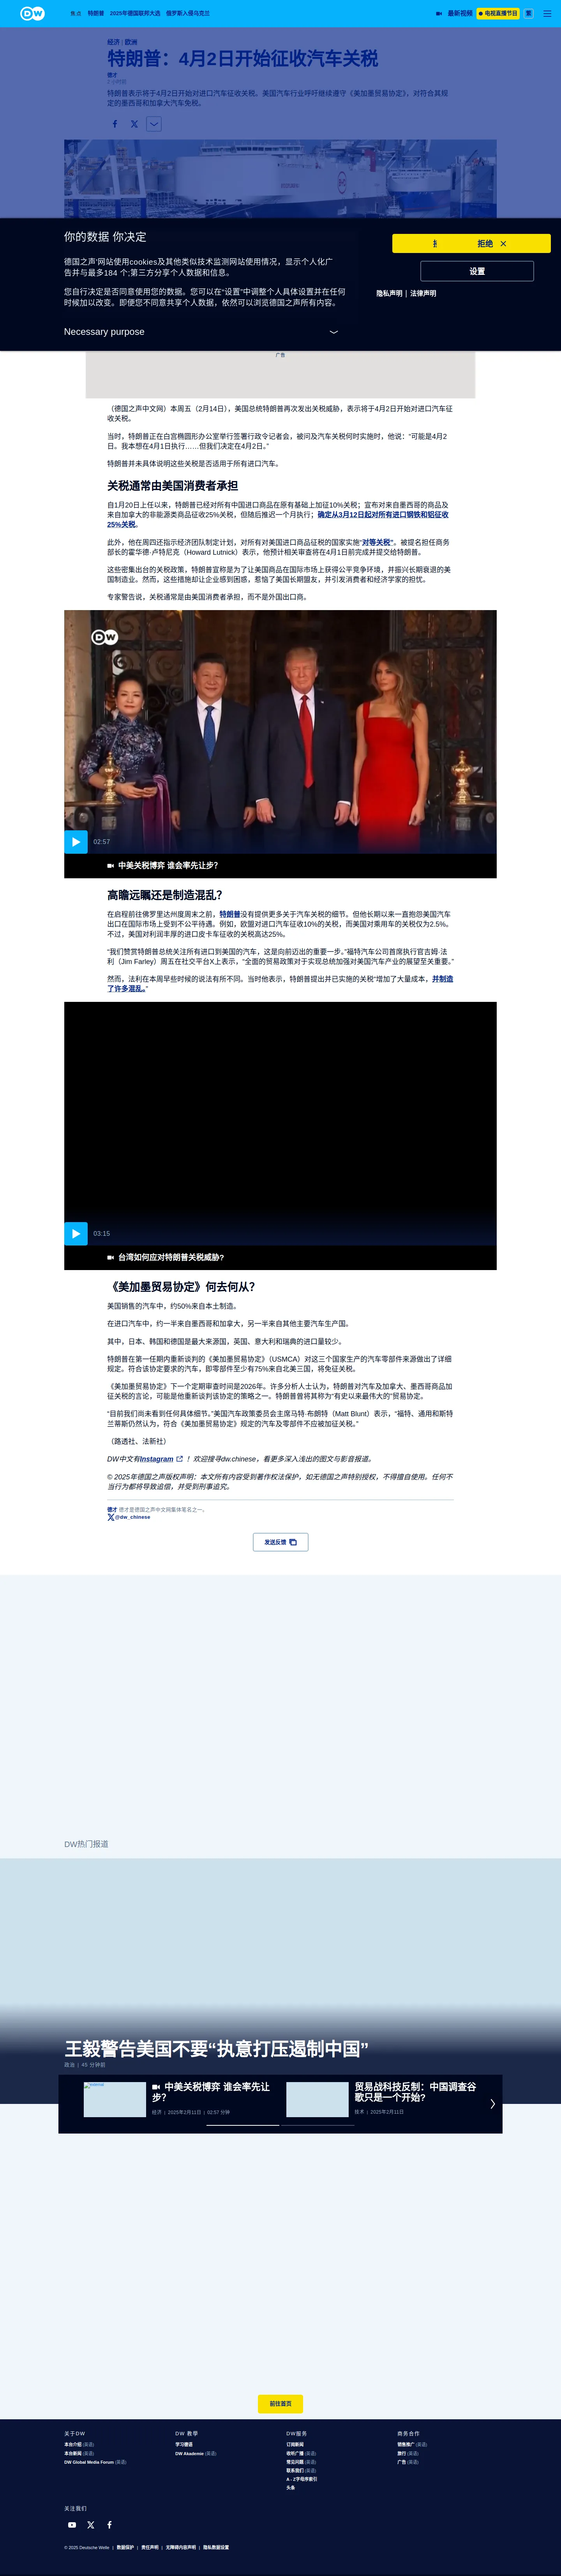 DW
焦点 特朗普 2025年德国联邦大选 俄罗斯入侵乌克兰
最新视频 电视直播节目
经济 | 欧洲
特朗普：4月2日开始征收汽车关税
德才
特朗普表示将于4月2日开始对进口汽车征收关税。美国汽车行业呼吁继续遵守《美加墨贸易协定》，对符合其规
定的墨西哥和加拿大汽车免税。
你的数据 你决定
德国之声'网站使用cookies及其他类似技术监测网站使用情况，显示个人化广
告并与最多184 个;第三方分享个人数据和信息。
您自行决定是否同意使用您的数据。您可以在“设置”中调整个人具体设置并在任何
时候加以改变。即便您不同意共享个人数据，依然可以浏览德国之声所有内容。
Necessary purpose
拒绝
设置
隐私声明 | 法律声明
广告
（德国之声中文网）本周五（2月14日），美国总统特朗普再次发出关税威胁，表示将于4月2日开始对进口汽车征
收关税。
当时，特朗普正在白宫椭圆形办公室举行签署行政令记者会，被问及汽车关税何时实施时，他说：“可能是4月2
日。我本想在4月1日执行……但我们决定在4月2日。”
特朗普并未具体说明这些关税是否适用于所有进口汽车。
关税通常由美国消费者承担
自1月20日上任以来，特朗普已经对所有中国进口商品在原有基础上加征10%关税；宣布对来自墨西哥的商品及
来自加拿大的非能源类商品征收25%关税，但随后推迟一个月执行；确定从3月12日起对所有进口钢铁和铝征收
25%关税。
此外，他在周四还指示经济团队制定计划，对所有对美国进口商品征税的国家实施“对等关税”。被提名担任商务
部长的霍华德·卢特尼克（Howard Lutnick）表示，他预计相关审查将在4月1日前完成并提交给特朗普。
这些密集出台的关税政策，特朗普宣称是为了让美国商品在国际市场上获得公平竞争环境，并振兴长期衰退的美
国制造业。然而，这些措施却让企业感到困惑，惹恼了美国长期盟友，并引发消费者和经济学家的担忧。
专家警告说，关税通常是由美国消费者承担，而不是外国出口商。
DW
02:57
中美关税博弈 谁会率先让步？
高瞻远瞩还是制造混乱？
在启程前往佛罗里达州度周末之前，特朗普没有提供更多关于汽车关税的细节。但他长期以来一直抱怨美国汽车
出口在国际市场上受到不公平待遇。例如，欧盟对进口汽车征收10%的关税，而美国对乘用车的关税仅为2.5%。
不过，美国对利润丰厚的进口皮卡车征收的关税高达25%。
“我们赞赏特朗普总统关注所有进口到美国的汽车，这是向前迈出的重要一步。”福特汽车公司首席执行官吉姆·法
利（Jim Farley）周五在社交平台X上表示，“全面的贸易政策对于实现总统加强对美国汽车产业的展望至关重要。”
然而，法利在本周早些时候的说法有所不同。当时他表示，特朗普提出并已实施的关税“增加了大量成本，并制造
了许多混乱。”
03:15
台湾如何应对特朗普关税威胁?
《美加墨贸易协定》何去何从？
美国销售的汽车中，约50%来自本土制造。
在进口汽车中，约一半来自墨西哥和加拿大，另一半来自其他主要汽车生产国。
其中，日本、韩国和德国是最大来源国，英国、意大利和瑞典的进口量较少。
特朗普在第一任期内重新谈判的《美加墨贸易协定》（USMCA）对这三个国家生产的汽车零部件来源做出了详细
规定。符合该协定要求的汽车，即零部件至少有75%来自北美三国，将免征关税。
《美加墨贸易协定》下一个定期审查时间是2026年。许多分析人士认为，特朗普对汽车及加拿大、墨西哥商品加
征关税的言论，可能是他重新谈判该协定的策略之一。特朗普曾将其称为“有史以来最伟大的”贸易协定。
“目前我们尚未看到任何具体细节，”美国汽车政策委员会主席马特·布朗特（Matt Blunt）表示，“福特、通用和斯特
兰蒂斯仍然认为，符合《美加墨贸易协定》规定的汽车及零部件不应被加征关税。”
（路透社、法新社）
DW中文有Instagram ！欢迎搜寻dw.chinese，看更多深入浅出的图文与影音报道。
© 2025年德国之声版权声明：本文所有内容受到著作权法保护，如无德国之声特别授权，不得擅自使用。任何不
当行为都将导致追偿，并受到刑事追究。
德才 德才是德国之声中文网集体笔名之一。
@dw_chinese
发送反馈
DW热门报道
王毅警告美国不要“执意打压遏制中国”
政治 | 45 分钟前
中美关税博弈 谁会率先让
步？
经济 | 2025年2月11日 | 02:57 分钟
贸易战科技反制：中国调查谷
歌只是一个开始?
技术 | 2025年2月11日
前往首页
关于DW
本台介绍 (英语)
本台新闻 (英语)
DW Global Media Forum (英语)
DW 教學
学习德语
DW Akademie (英语)
DW服务
订阅新闻
收听广播 (英语)
常见问题 (英语)
联系我们 (英语)
A - Z字母序索引
头条
商务合作
销售推广 (英语)
旅行 (英语)
广告 (英语)
关注我们
© 2025 Deutsche Welle | 数据保护 | 责任声明 | 无障碍内容声明 | 隐私数据设置